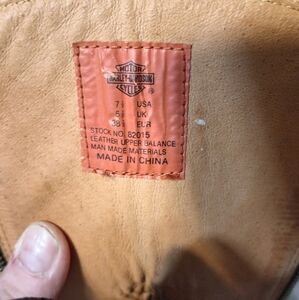 MOTOR
HARLEY-DAVIDSON
CYCLES
®
7½ USA
5½ UK
38½ EUR
STOCK NO. 82015
LEATHER UPPER BALANCE
MAN MADE MATERIALS
MADE IN CHINA